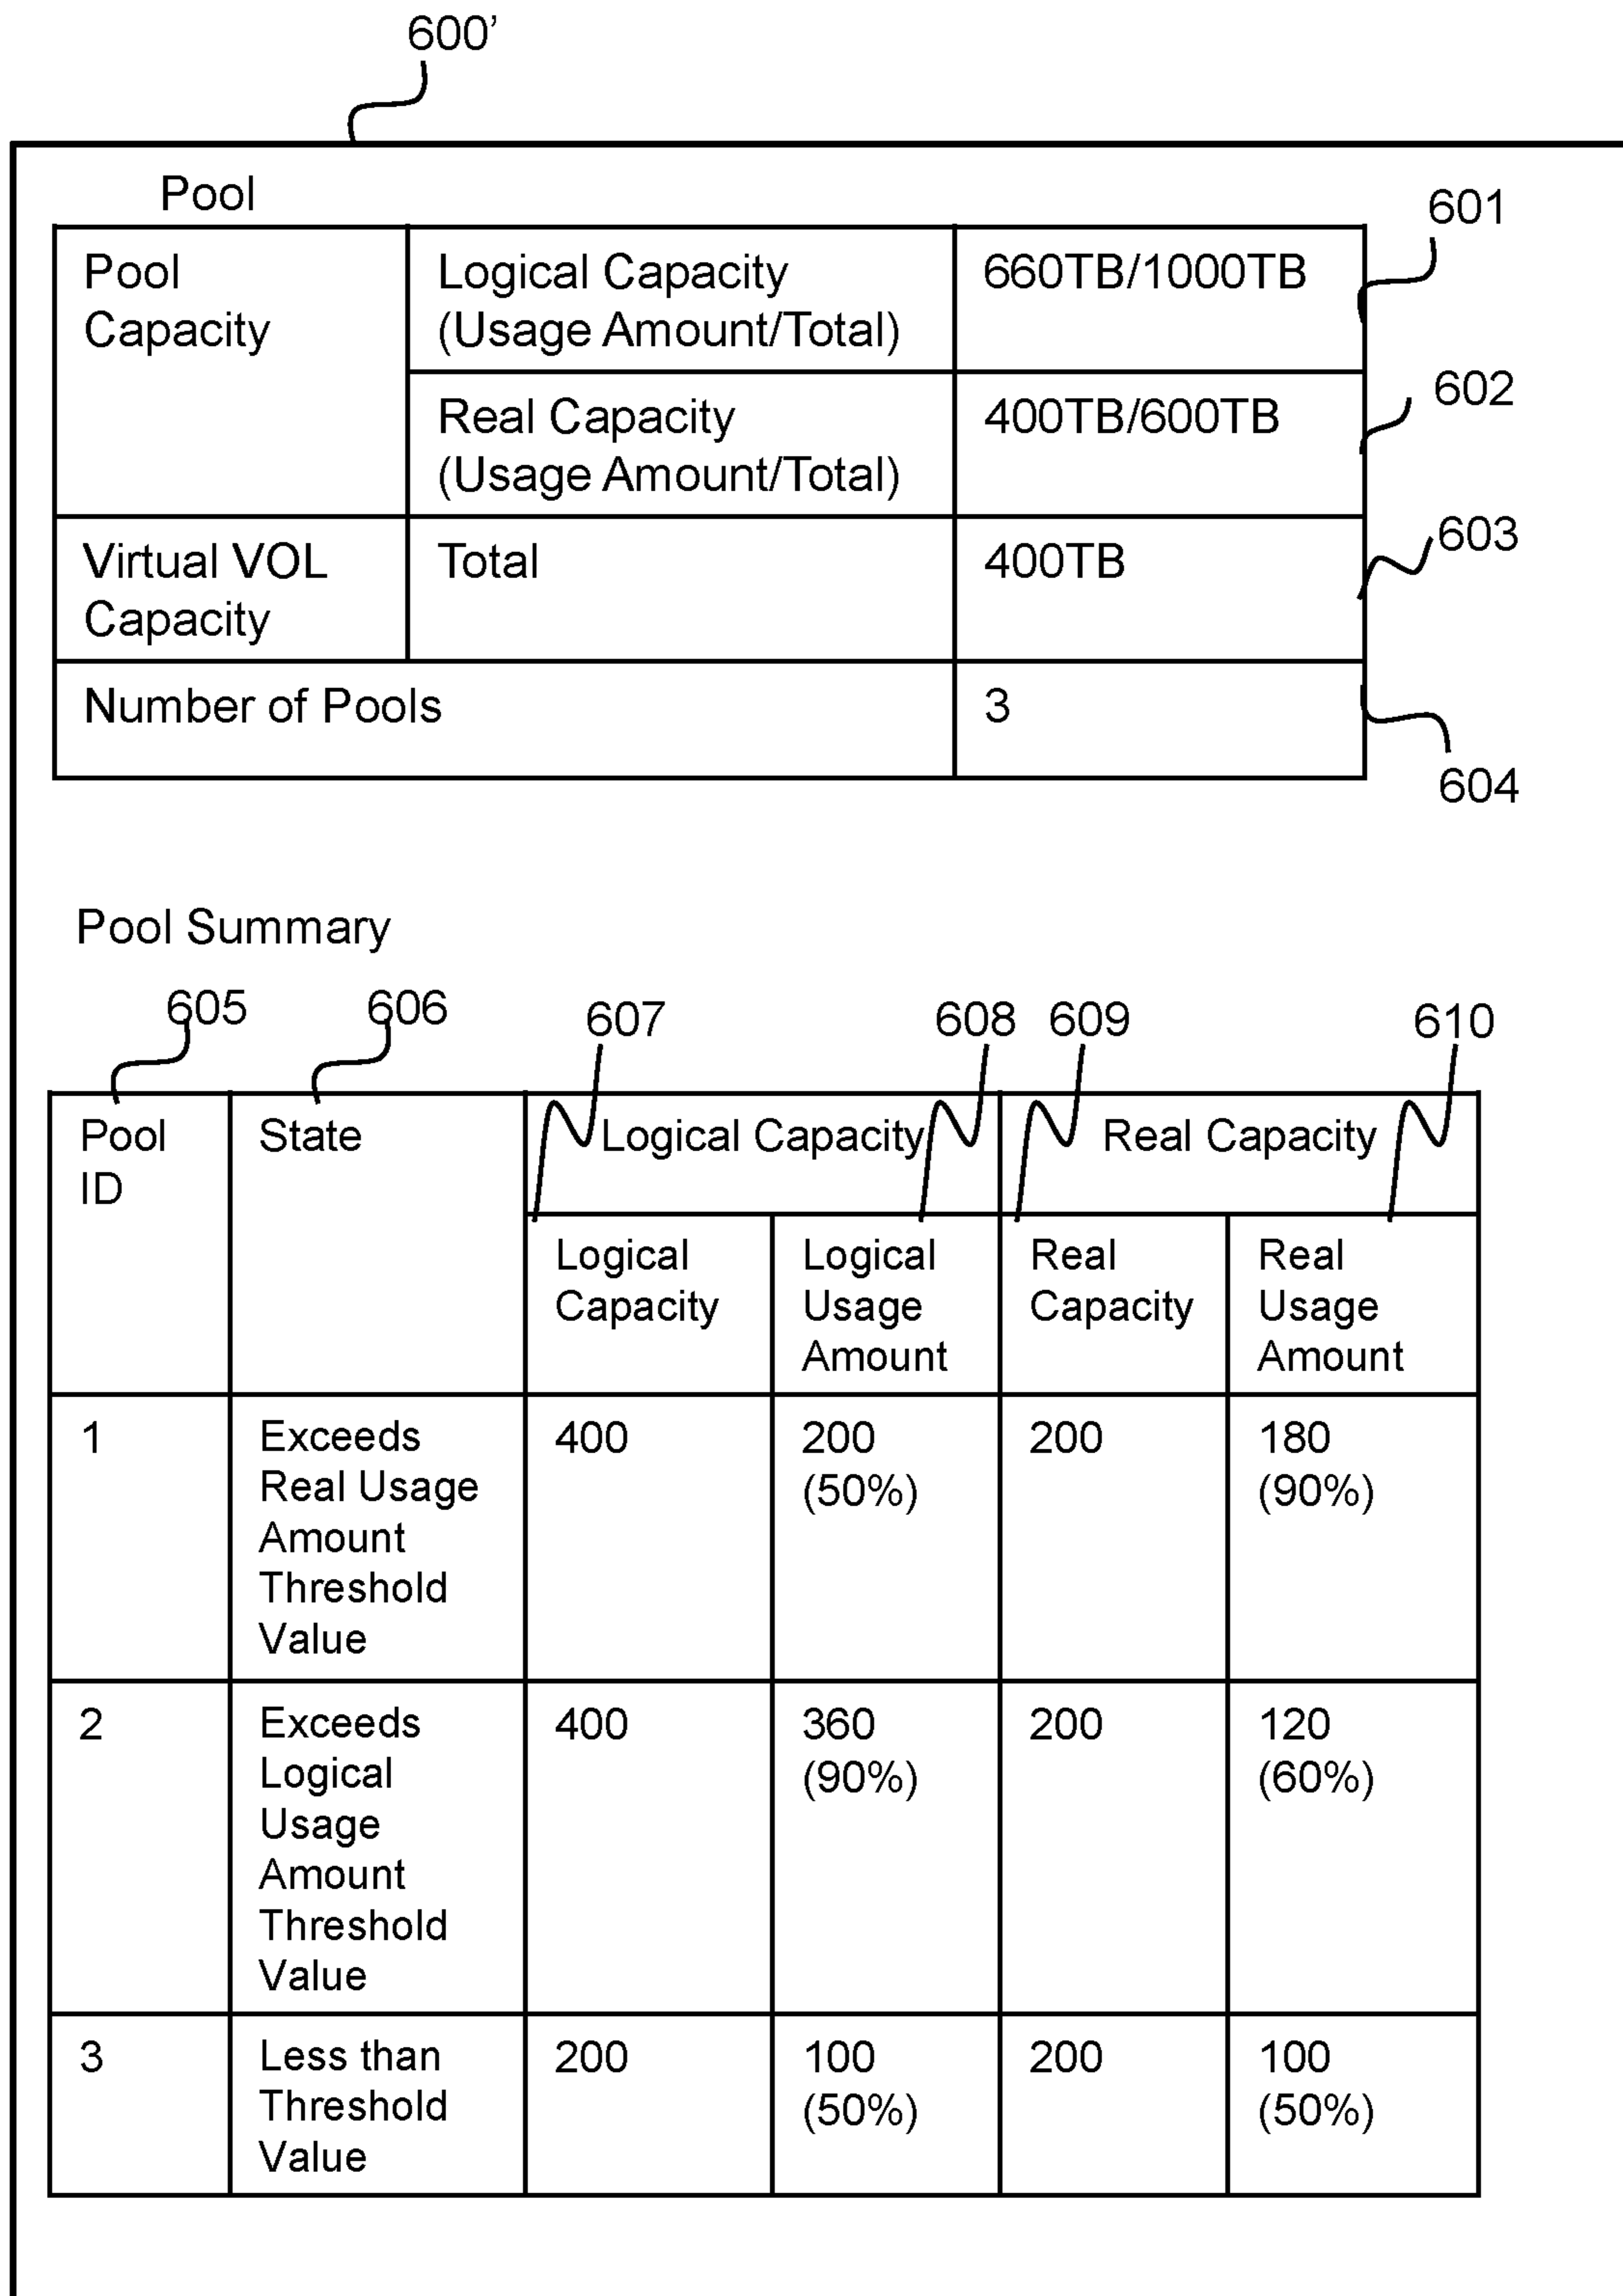 600’
Pool
601
Pool
Capacity
Logical Capacity
(Usage Amount/Total)
660TB/1000TB
602
Real Capacity
(Usage Amount/Total)
400TB/600TB
603
Virtual VOL
Capacity
Total
400TB
Number of Pools
3
604
Pool Summary
605
606
607
608
609
610
Pool
ID
State
Logical Capacity
Real Capacity
Logical
Capacity
Logical
Usage
Amount
Real
Capacity
Real
Usage
Amount
1
Exceeds
Real Usage
Amount
Threshold
Value
400
200
(50%)
200
180
(90%)
2
Exceeds
Logical
Usage
Amount
Threshold
Value
400
360
(90%)
200
120
(60%)
3
Less than
Threshold
Value
200
100
(50%)
200
100
(50%)